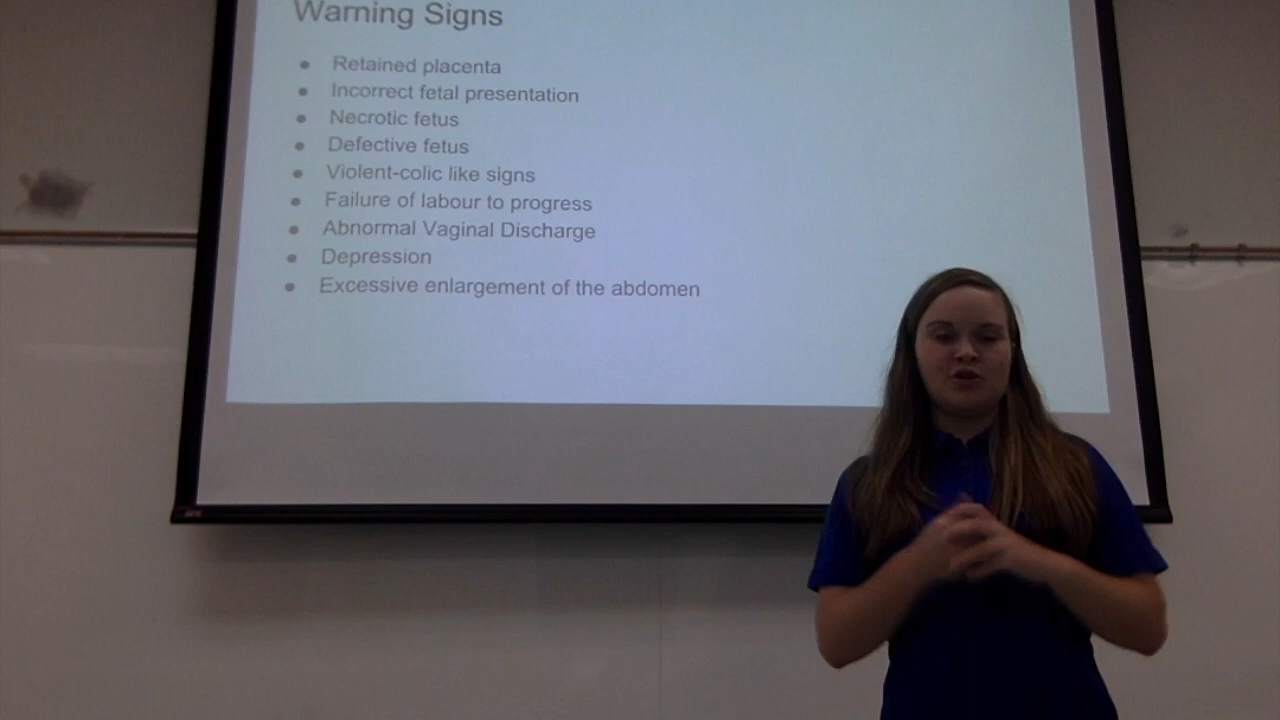 Warning Signs
● Retained placenta
● Incorrect fetal presentation
● Necrotic fetus
● Defective fetus
● Violent-colic like signs
● Failure of labour to progress
● Abnormal Vaginal Discharge
● Depression
● Excessive enlargement of the abdomen